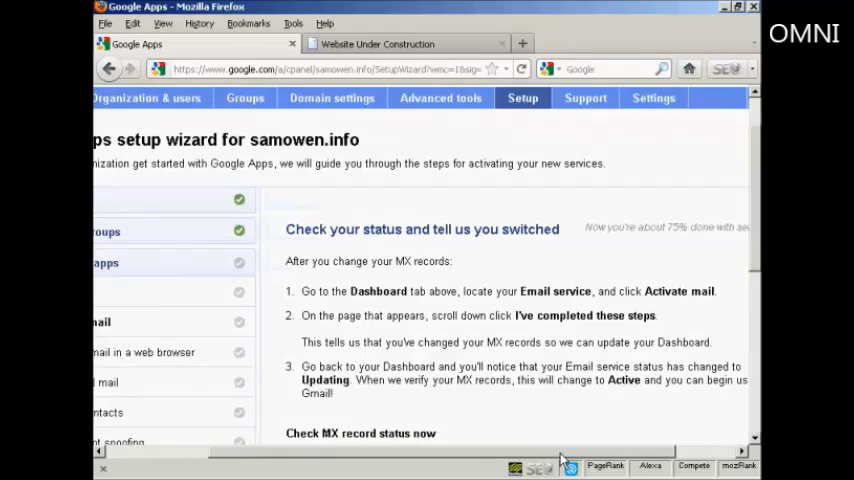 Google Apps - Mozilla Firefox
OMNI
File Edit View History Bookmarks Tools Help
Google Apps
Website Under Construction
https://www.google.com/a/cpanel/samowen.info/SetupWizard?wmc=1&sig=
Google
SEO
Organization & users Groups Domain settings Advanced tools Setup Support Settings
ps setup wizard for samowen.info
nization get started with Google Apps, we will guide you through the steps for activating your new services.
Check your status and tell us you switched
Now you're about 75% done with se
oups
After you change your MX records:
apps
1. Go to the Dashboard tab above, locate your Email service, and click Activate mail.
2. On the page that appears, scroll down click I've completed these steps.
nail
This tells us that you've changed your MX records so we can update your Dashboard.
mail in a web browser
3. Go back to your Dashboard and you'll notice that your Email service status has changed to
Updating. When we verify your MX records, this will change to Active and you can begin us
Gmail!
d mail
ontacts
Check MX record status now
nt spoofing
SEO PageRank Alexa Compete mozRank